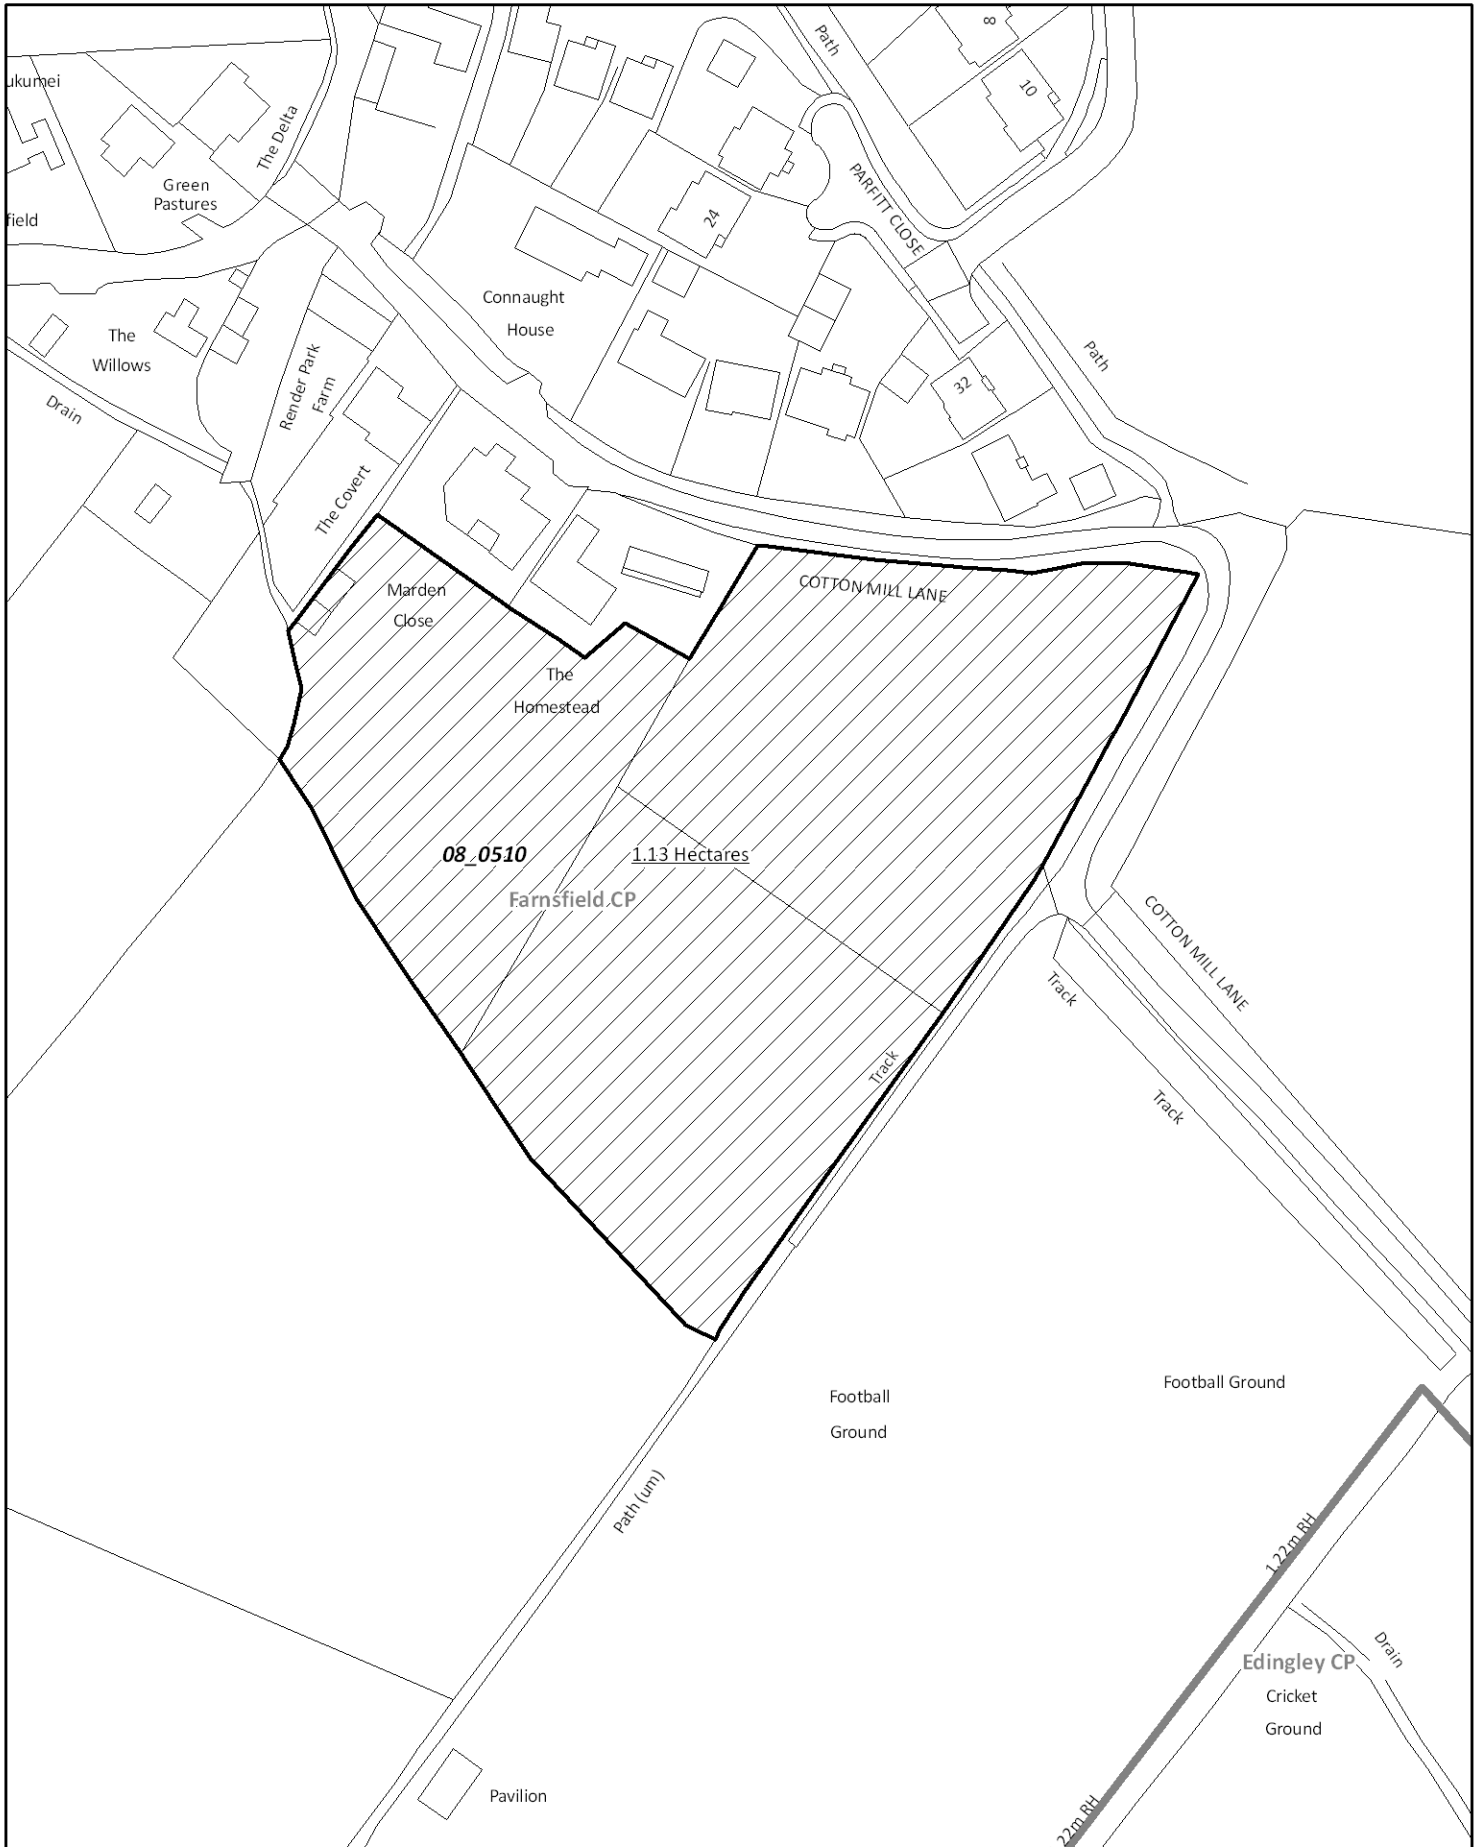 Path
8
10
ukumei
The Delta
Green
Pastures
field
PARFITT CLOSE
24
Connaught
House
The
Willows
Render Park
Farm
Path
32
Drain
The Covert
Marden
Close
COTTON MILL LANE
The
Homestead
08_0510
1.13 Hectares
Farnsfield CP
COTTON MILL LANE
Track
Track
Track
Football
Ground
Football Ground
Path (um)
1.22m RH
Drain
Edingley CP
Cricket
Ground
Pavilion
22m RH